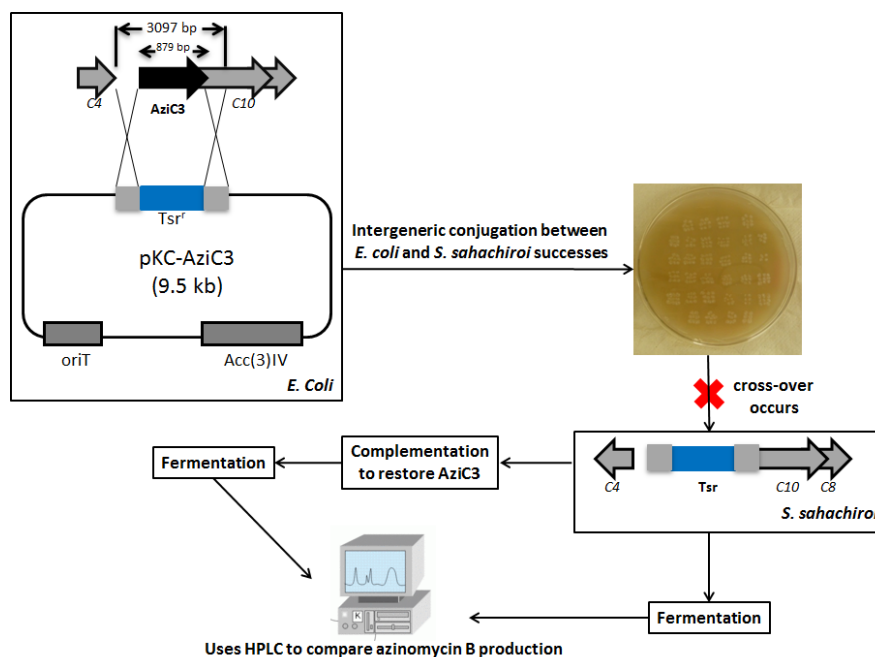 3097 bp
879 bp
C4
AziC3
C10
Tsrʳ
pKC-AziC3
(9.5 kb)
oriT
Acc(3)IV
E. Coli
Intergeneric conjugation between
E. coli and S. sahachiroi successes
cross-over
occurs
C4
Tsr
C10
C8
S. sahachiroi
Complementation
to restore AziC3
Fermentation
Fermentation
Uses HPLC to compare azinomycin B production